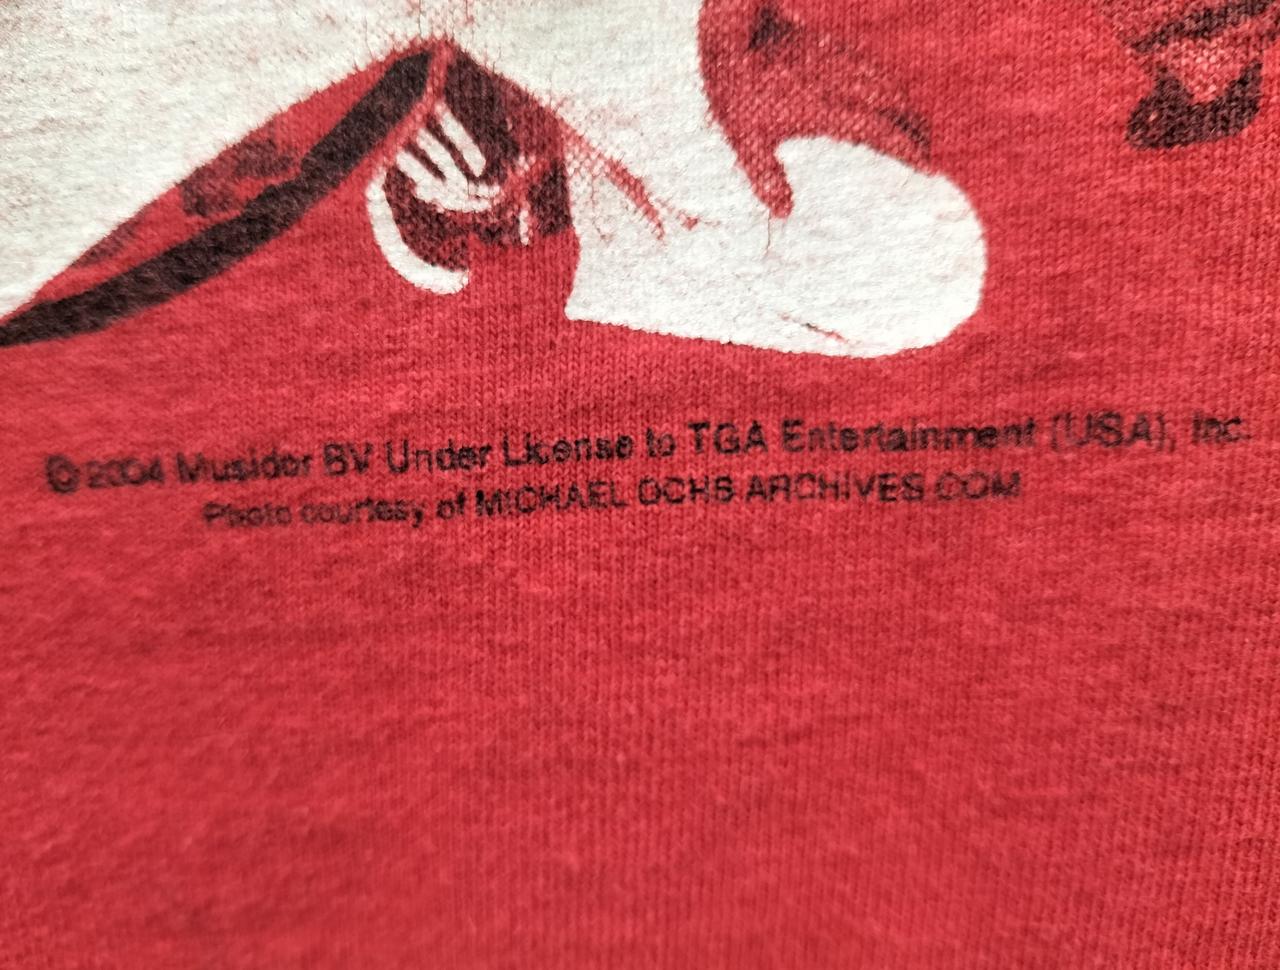 © 2004 Musidor BV Under License to TGA Entertainment (USA), Inc.
Photo courtesy of MICHAEL OCHS ARCHIVES.COM